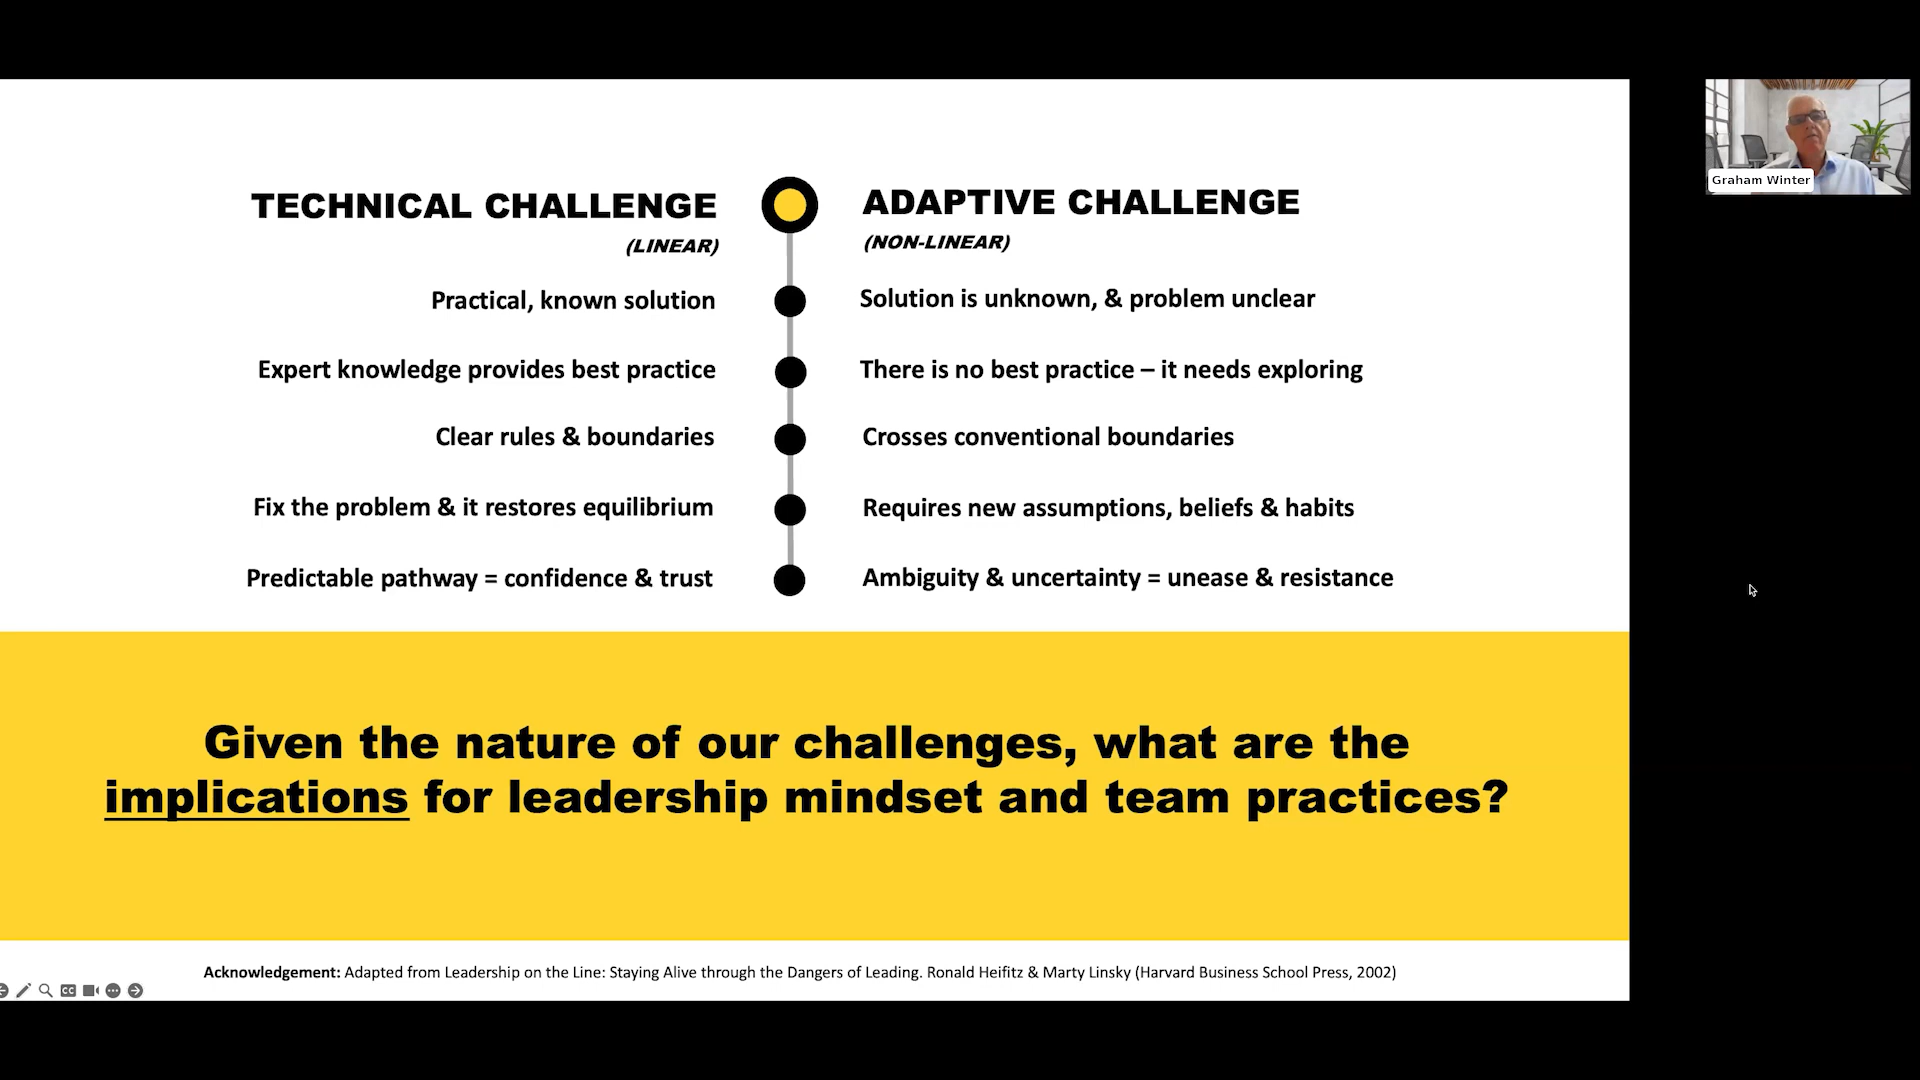 TECHNICAL CHALLENGE
(LINEAR)
Practical, known solution
Expert knowledge provides best practice
Clear rules & boundaries
Fix the problem & it restores equilibrium
Predictable pathway = confidence & trust
ADAPTIVE CHALLENGE
(NON-LINEAR)
Solution is unknown, & problem unclear
There is no best practice – it needs exploring
Crosses conventional boundaries
Requires new assumptions, beliefs & habits
Ambiguity & uncertainty = unease & resistance
Given the nature of our challenges, what are the
implications for leadership mindset and team practices?
Acknowledgement: Adapted from Leadership on the Line: Staying Alive through the Dangers of Leading. Ronald Heifitz & Marty Linsky (Harvard Business School Press, 2002)
CC
Graham Winter